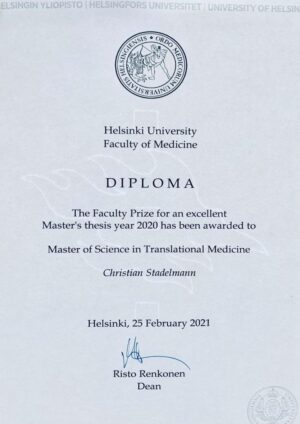 ELSINGIN YLIOPISTO | HELSINGFORS UNIVERSITET | UNIVERSITY OF HELSINKI
Helsinki University
Faculty of Medicine
DIPLOMA
The Faculty Prize for an excellent
Master's thesis year 2020 has been awarded to
Master of Science in Translational Medicine
Christian Stadelmann
Helsinki, 25 February 2021
Risto Renkonen
Dean